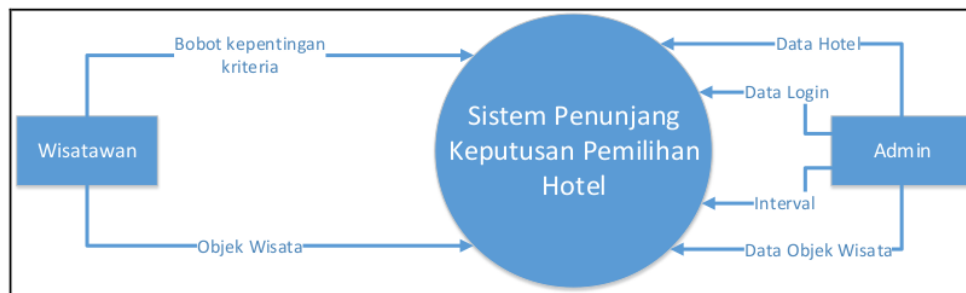 Bobot kepentingan
kriteria
Data Hotel
Data Login
Sistem Penunjang
Keputusan Pemilihan
Hotel
Wisatawan
Admin
Interval
Objek Wisata
Data Objek Wisata